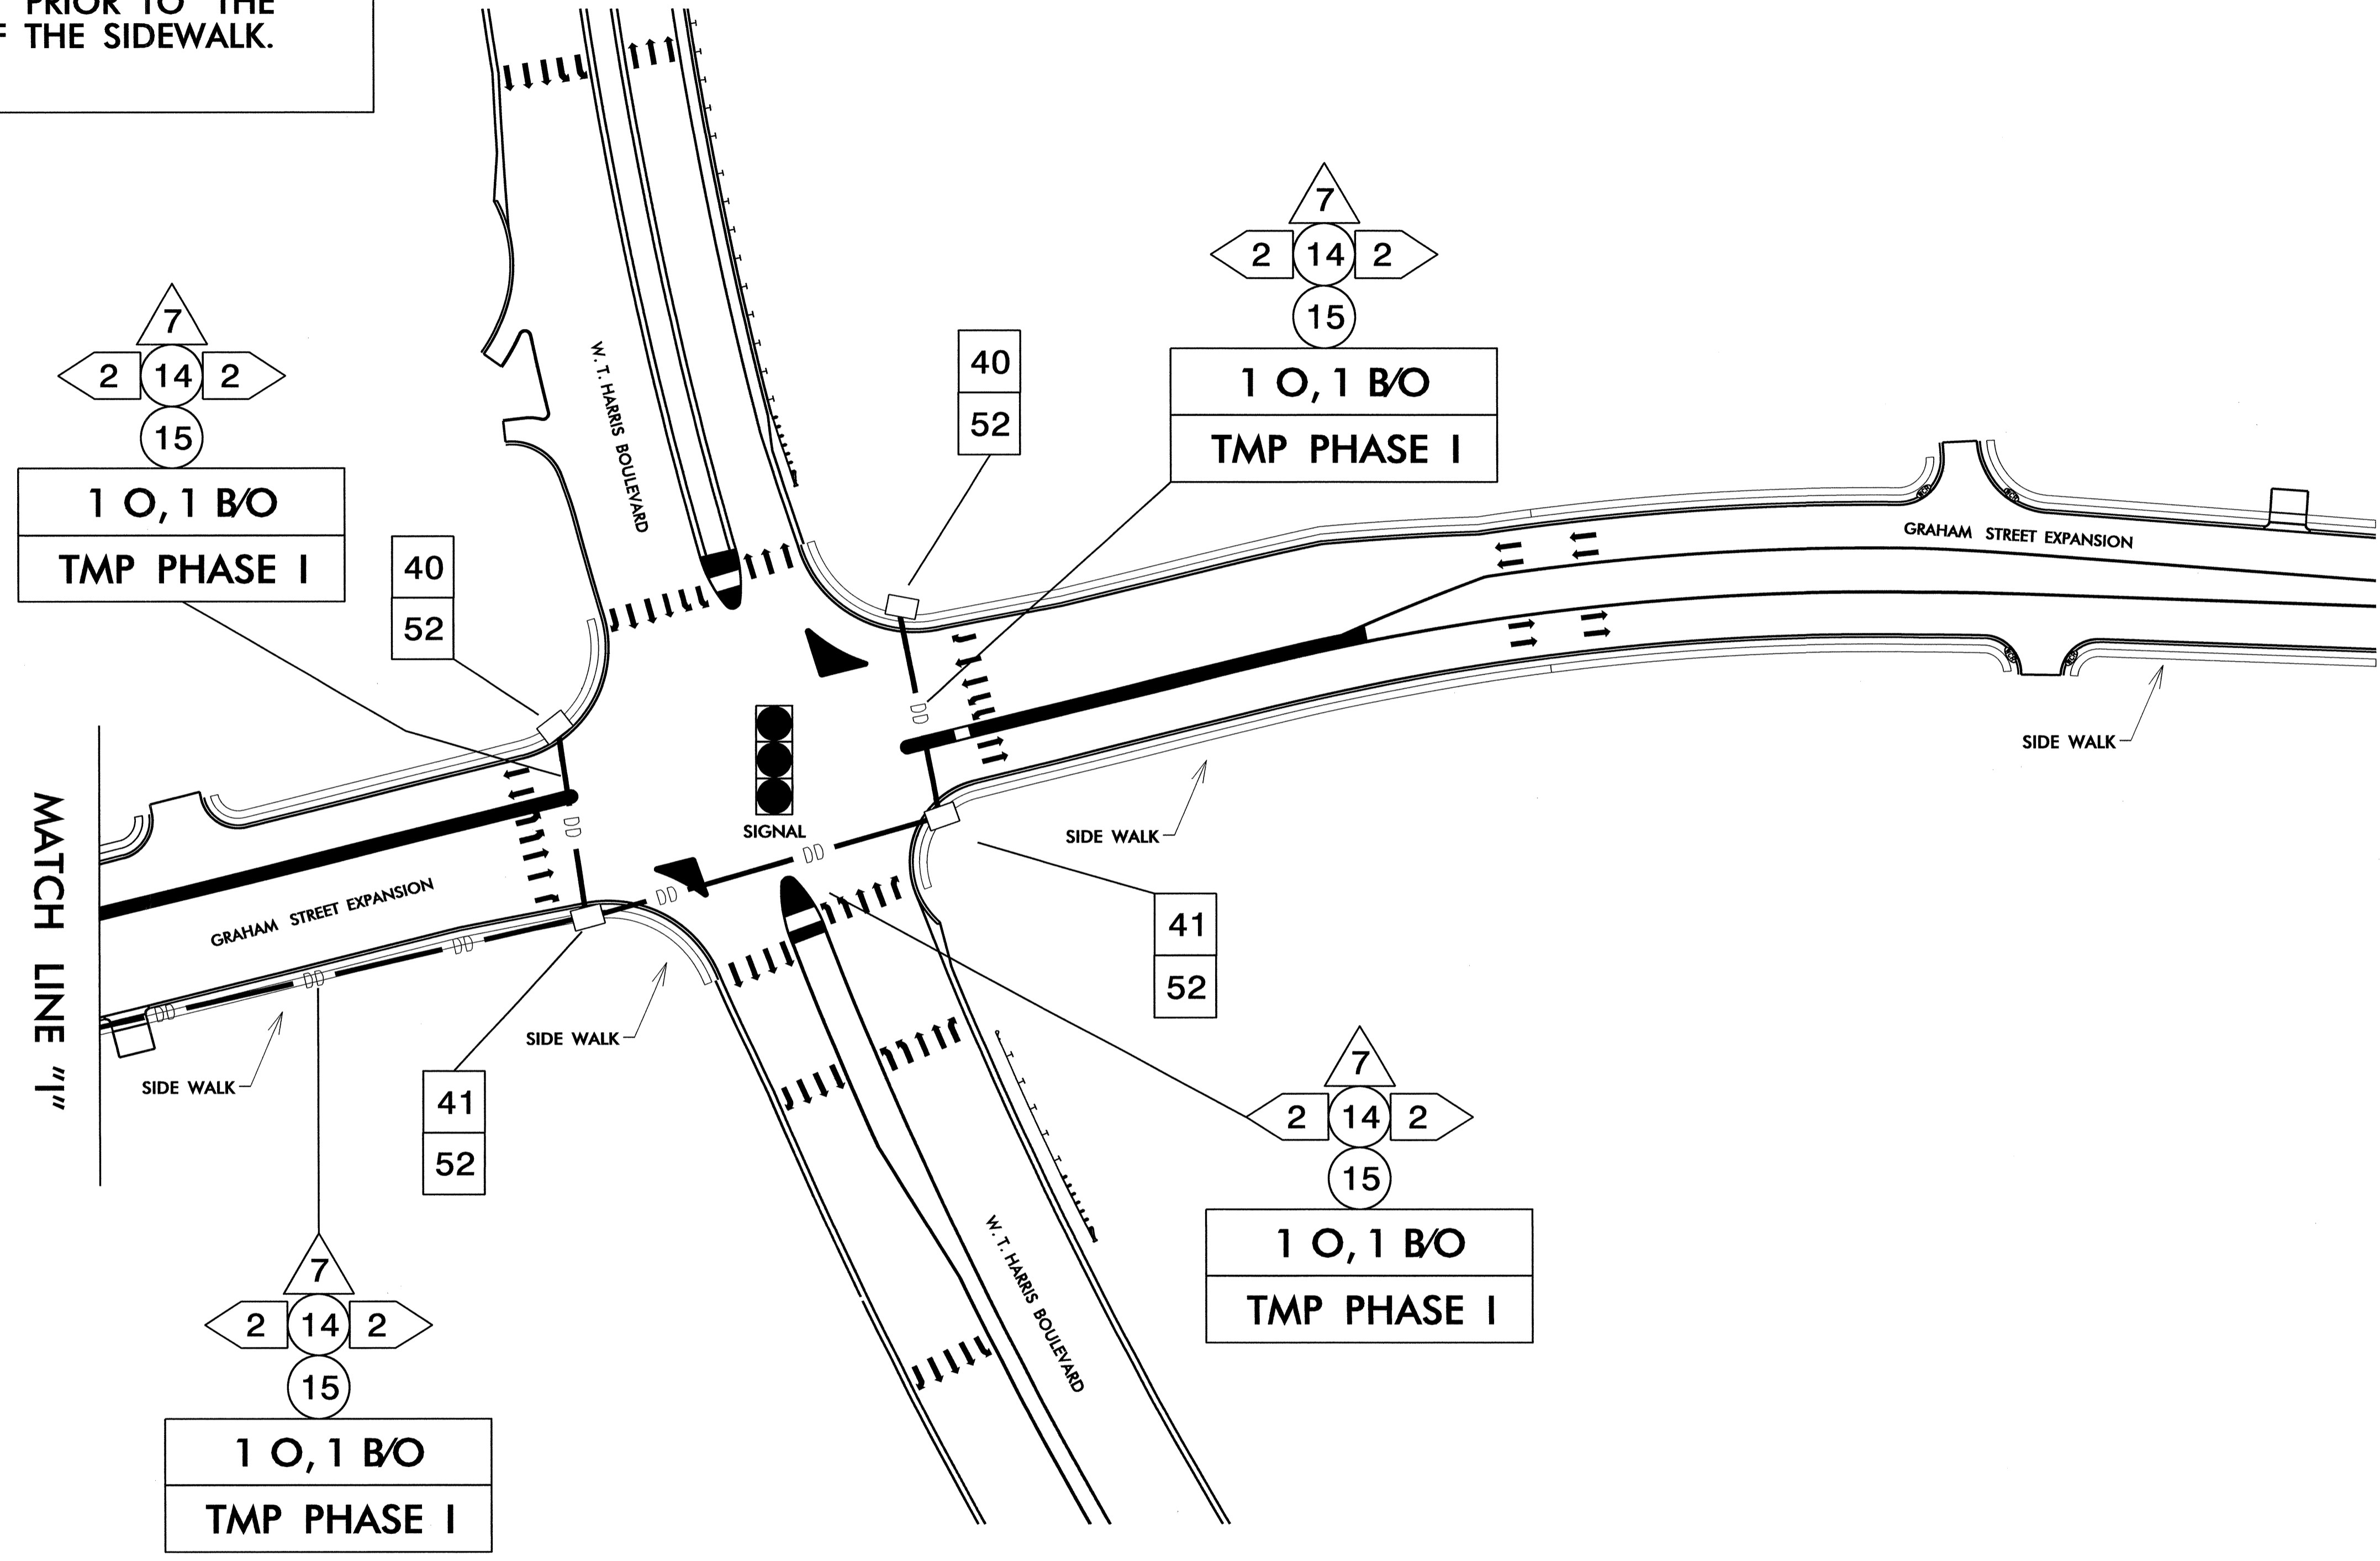 PRIOR TO THE
F THE SIDEWALK.
7
2 14 2
15
1 O, 1 B/O
TMP PHASE I
40
52
7
2 14 2
15
1 O, 1 B/O
TMP PHASE I
40
52
W. T. HARRIS BOULEVARD
GRAHAM STREET EXPANSION
SIDE WALK
SIGNAL
SIDE WALK
MATCH LINE "I"
GRAHAM STREET EXPANSION
41
52
SIDE WALK
SIDE WALK
41
52
7
2 14 2
15
1 O, 1 B/O
TMP PHASE I
W. T. HARRIS BOULEVARD
7
2 14 2
15
1 O, 1 B/O
TMP PHASE I